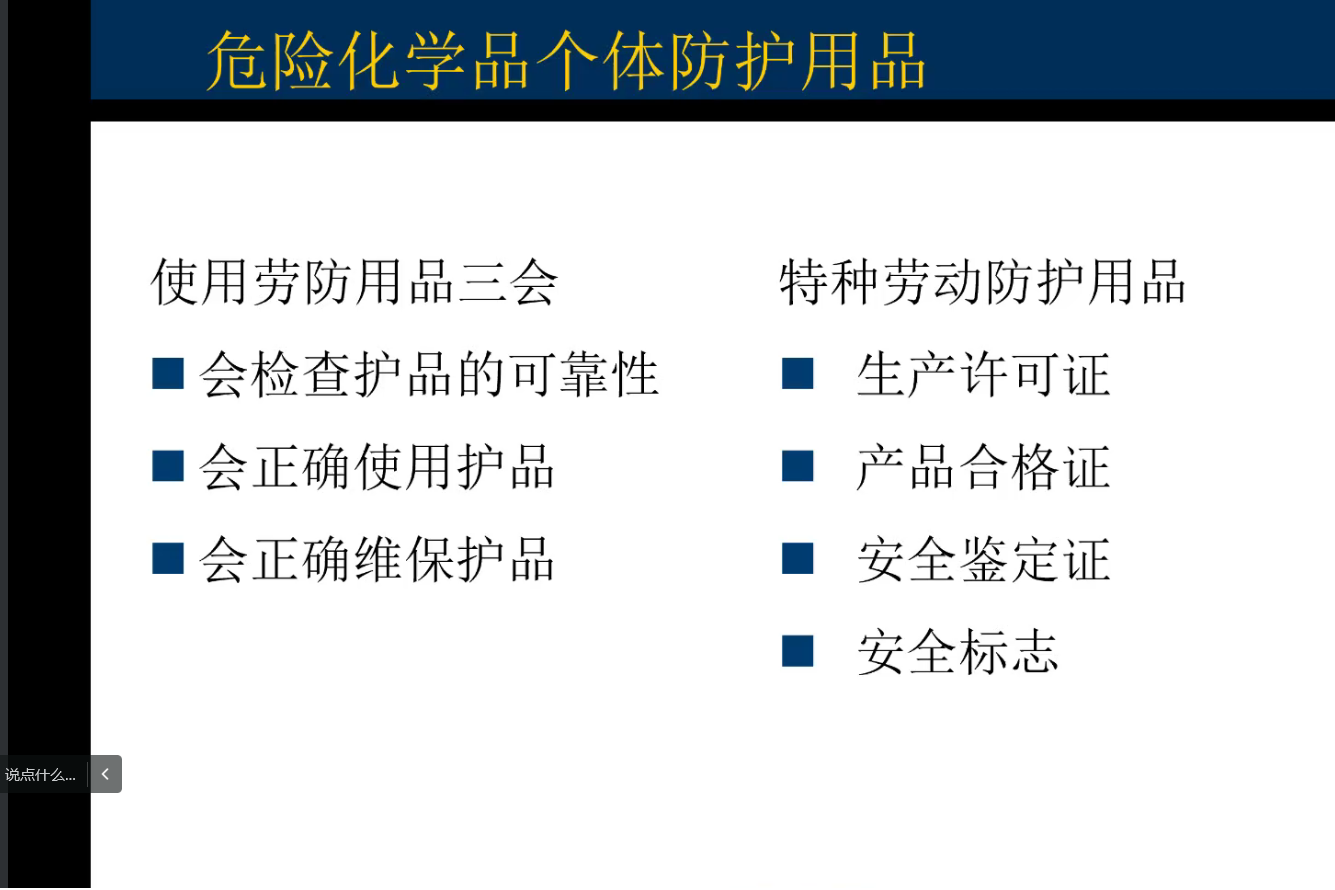 危险化学品个体防护用品
使用劳防用品三会
会检查护品的可靠性
会正确使用护品
会正确维保护品
特种劳动防护用品
生产许可证
产品合格证
安全鉴定证
安全标志
说点什么...